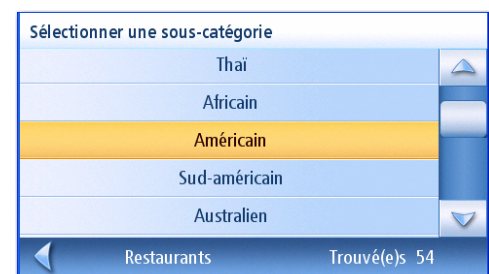 Sélectionner une sous-catégorie
Thaï
Africain
Américain
Sud-américain
Australien
Restaurants Trouvé(e)s 54